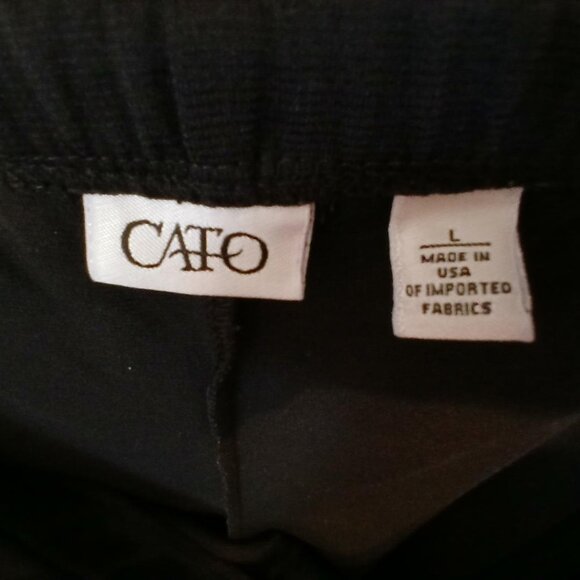 CATO
L
MADE IN
USA
OF IMPORTED
FABRICS